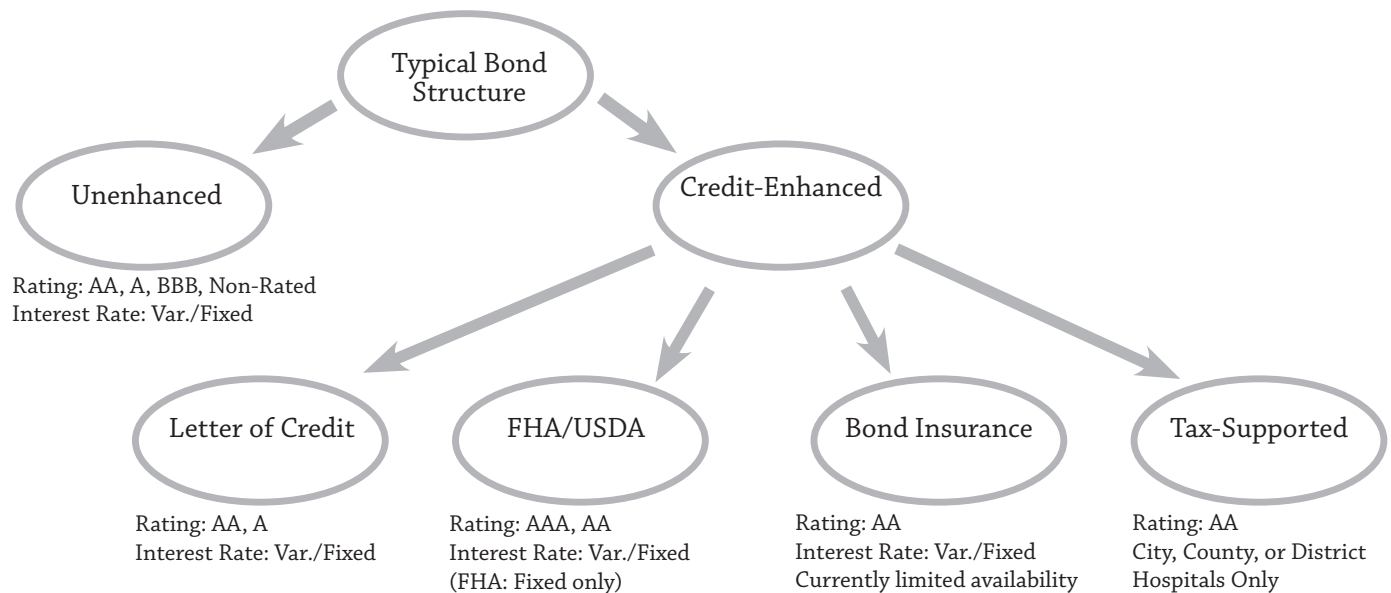 Typical Bond
Structure
Unenhanced
Rating: AA, A, BBB, Non-Rated
Interest Rate: Var./Fixed
Credit-Enhanced
Letter of Credit
Rating: AA, A
Interest Rate: Var./Fixed
FHA/USDA
Rating: AAA, AA
Interest Rate: Var./Fixed
(FHA: Fixed only)
Bond Insurance
Rating: AA
Interest Rate: Var./Fixed
Currently limited availability
Tax-Supported
Rating: AA
City, County, or District
Hospitals Only